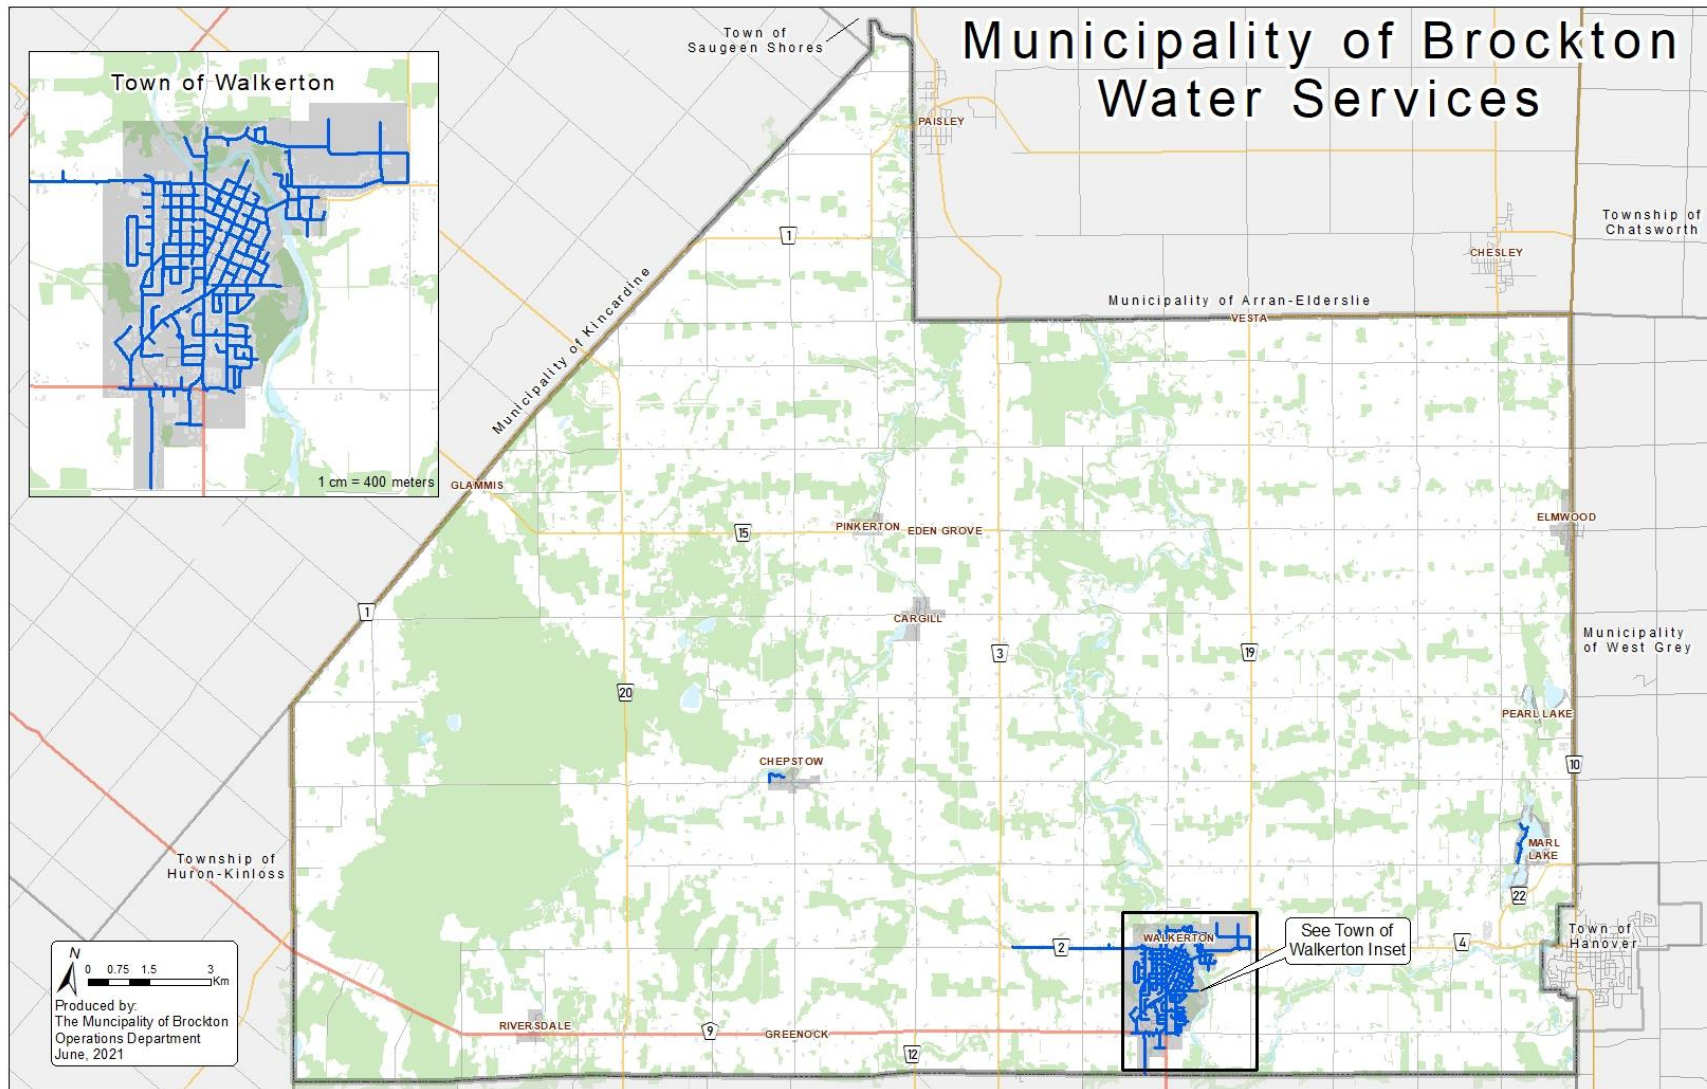 Municipality of Brockton
Water Services
Town of
Saugeen Shores
Town of Walkerton
1 cm = 400 meters
PAISLEY
Township of
Chatsworth
1
CHESLEY
Municipality of Arran-Elderslie
VESTA
Municipality of Kincardine
GLAMMIS
ELMWOOD
PINKERTON
EDEN GROVE
15
1
CARGILL
3
19
Municipality
of West Grey
20
PEARL LAKE
CHEPSTOW
10
MARL
LAKE
Township of
Huron-Kinloss
22
See Town of
Walkerton Inset
Town of
Hanover
WALKERTON
2
4
N
0 0.75 1.5 3
Km
Produced by:
The Muncipality of Brockton
Operations Department
June, 2021
RIVERSDALE
9
GREENOCK
12